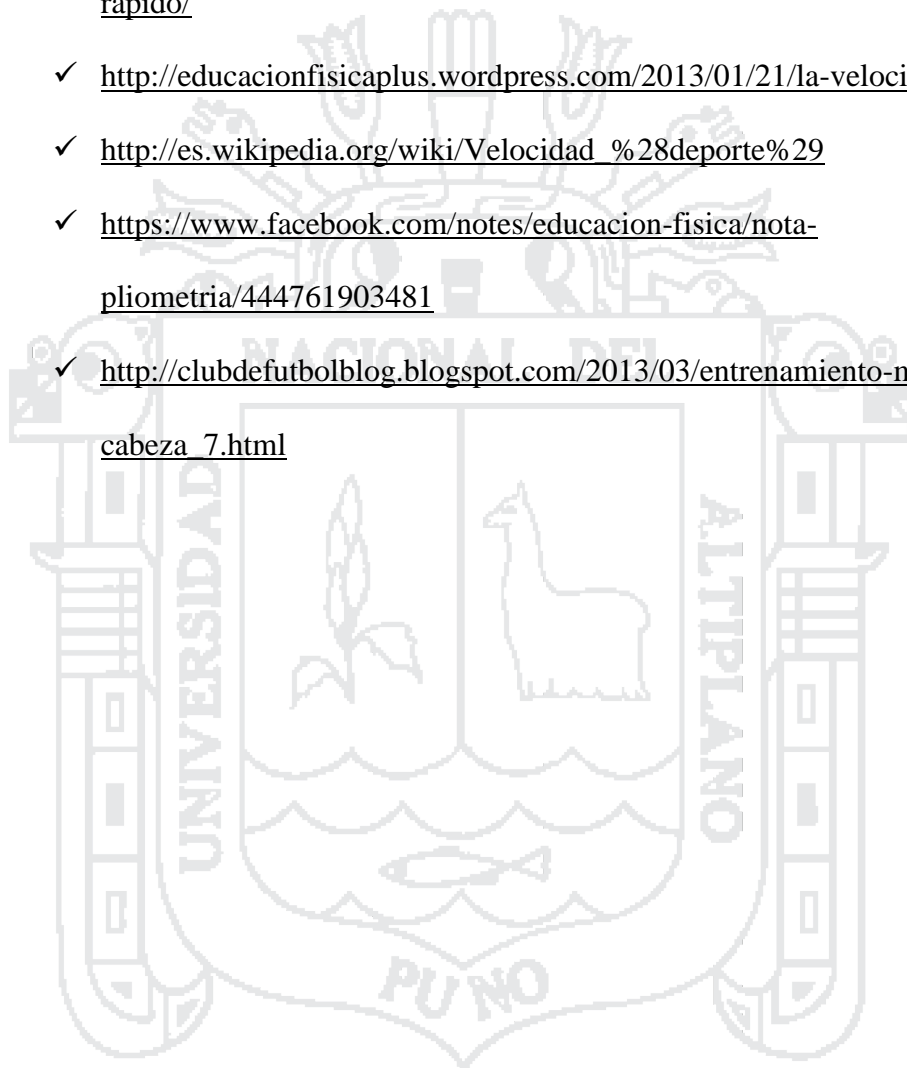 rapido/
✓ http://educacionfisicaplus.wordpress.com/2013/01/21/la-veloci
✓ http://es.wikipedia.org/wiki/Velocidad_%28deporte%29
✓ https://www.facebook.com/notes/educacion-fisica/nota-
pliometria/444761903481
NACIONAL DEL
✓ http://clubdefutbolblog.blogspot.com/2013/03/entrenamiento-
cabeza_7.html
UNIVERSIDAD
ALTIPLANO
PUNO